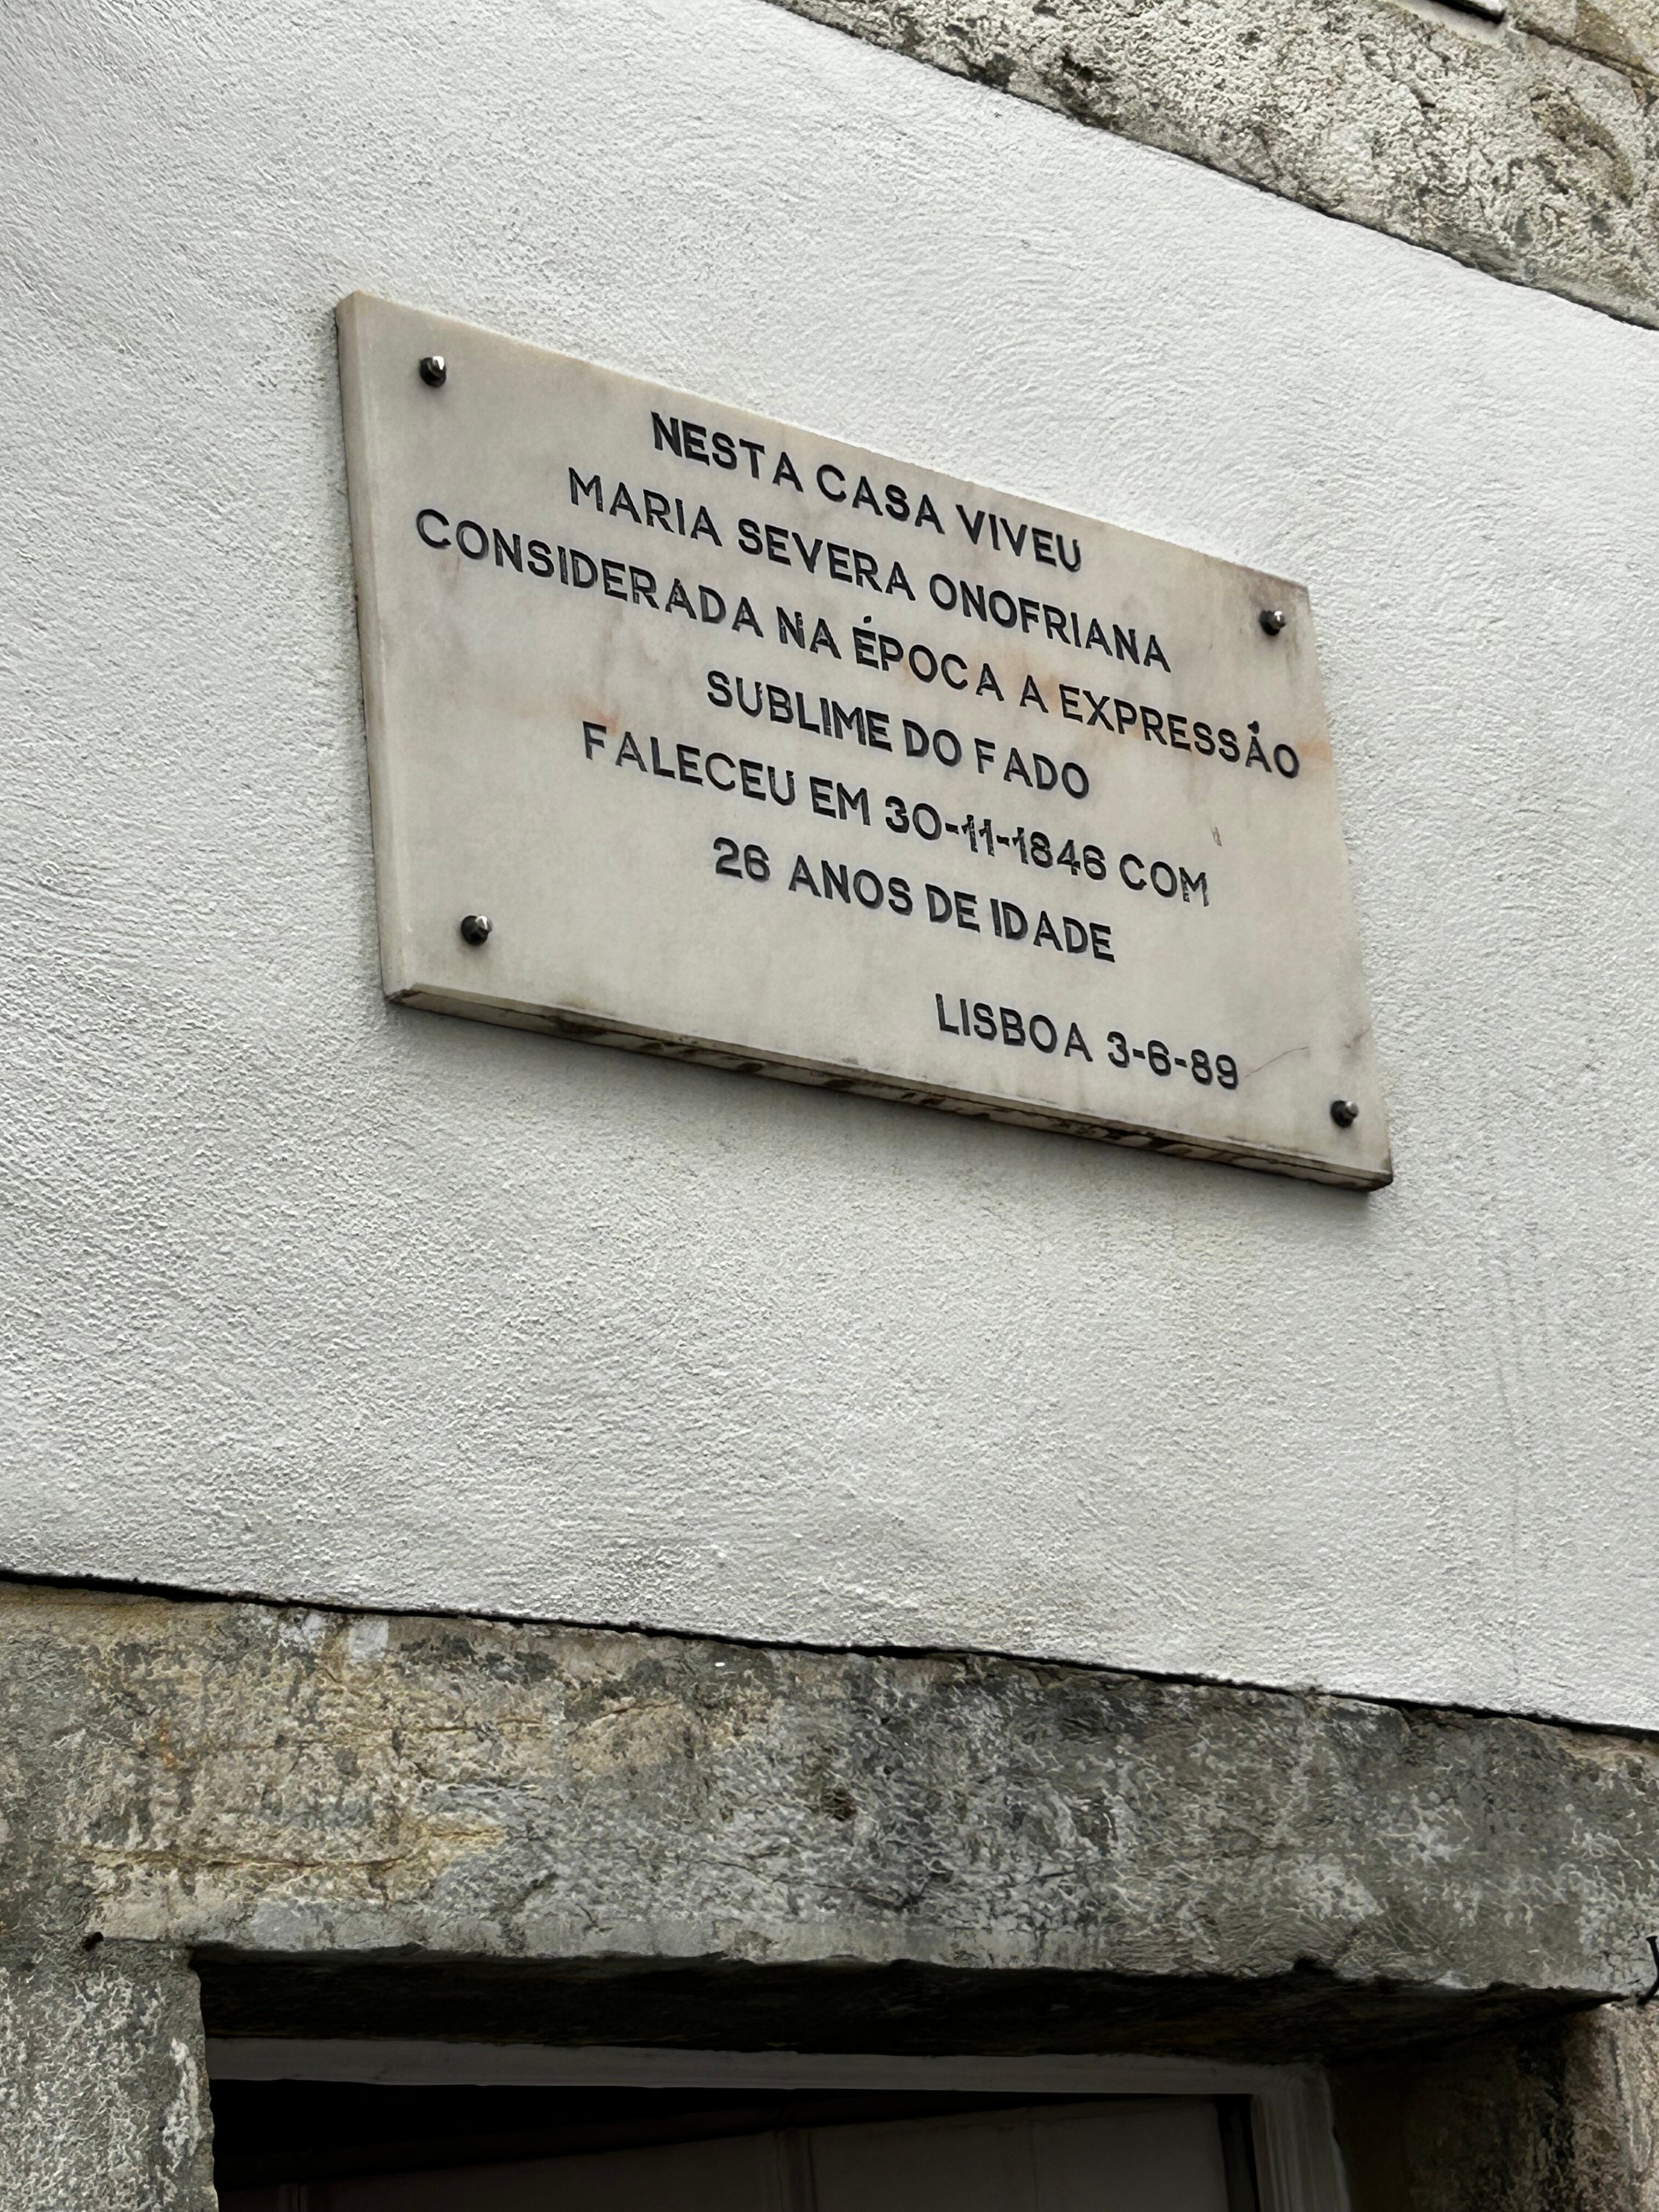 NESTA CASA VIVEU
MARIA SEVERA ONOFRIANA
CONSIDERADA NA ÉPOCA A EXPRESSÃO
SUBLIME DO FADO
FALECEU EM 30-11-1846 COM
26 ANOS DE IDADE
LISBOA 3-6-89